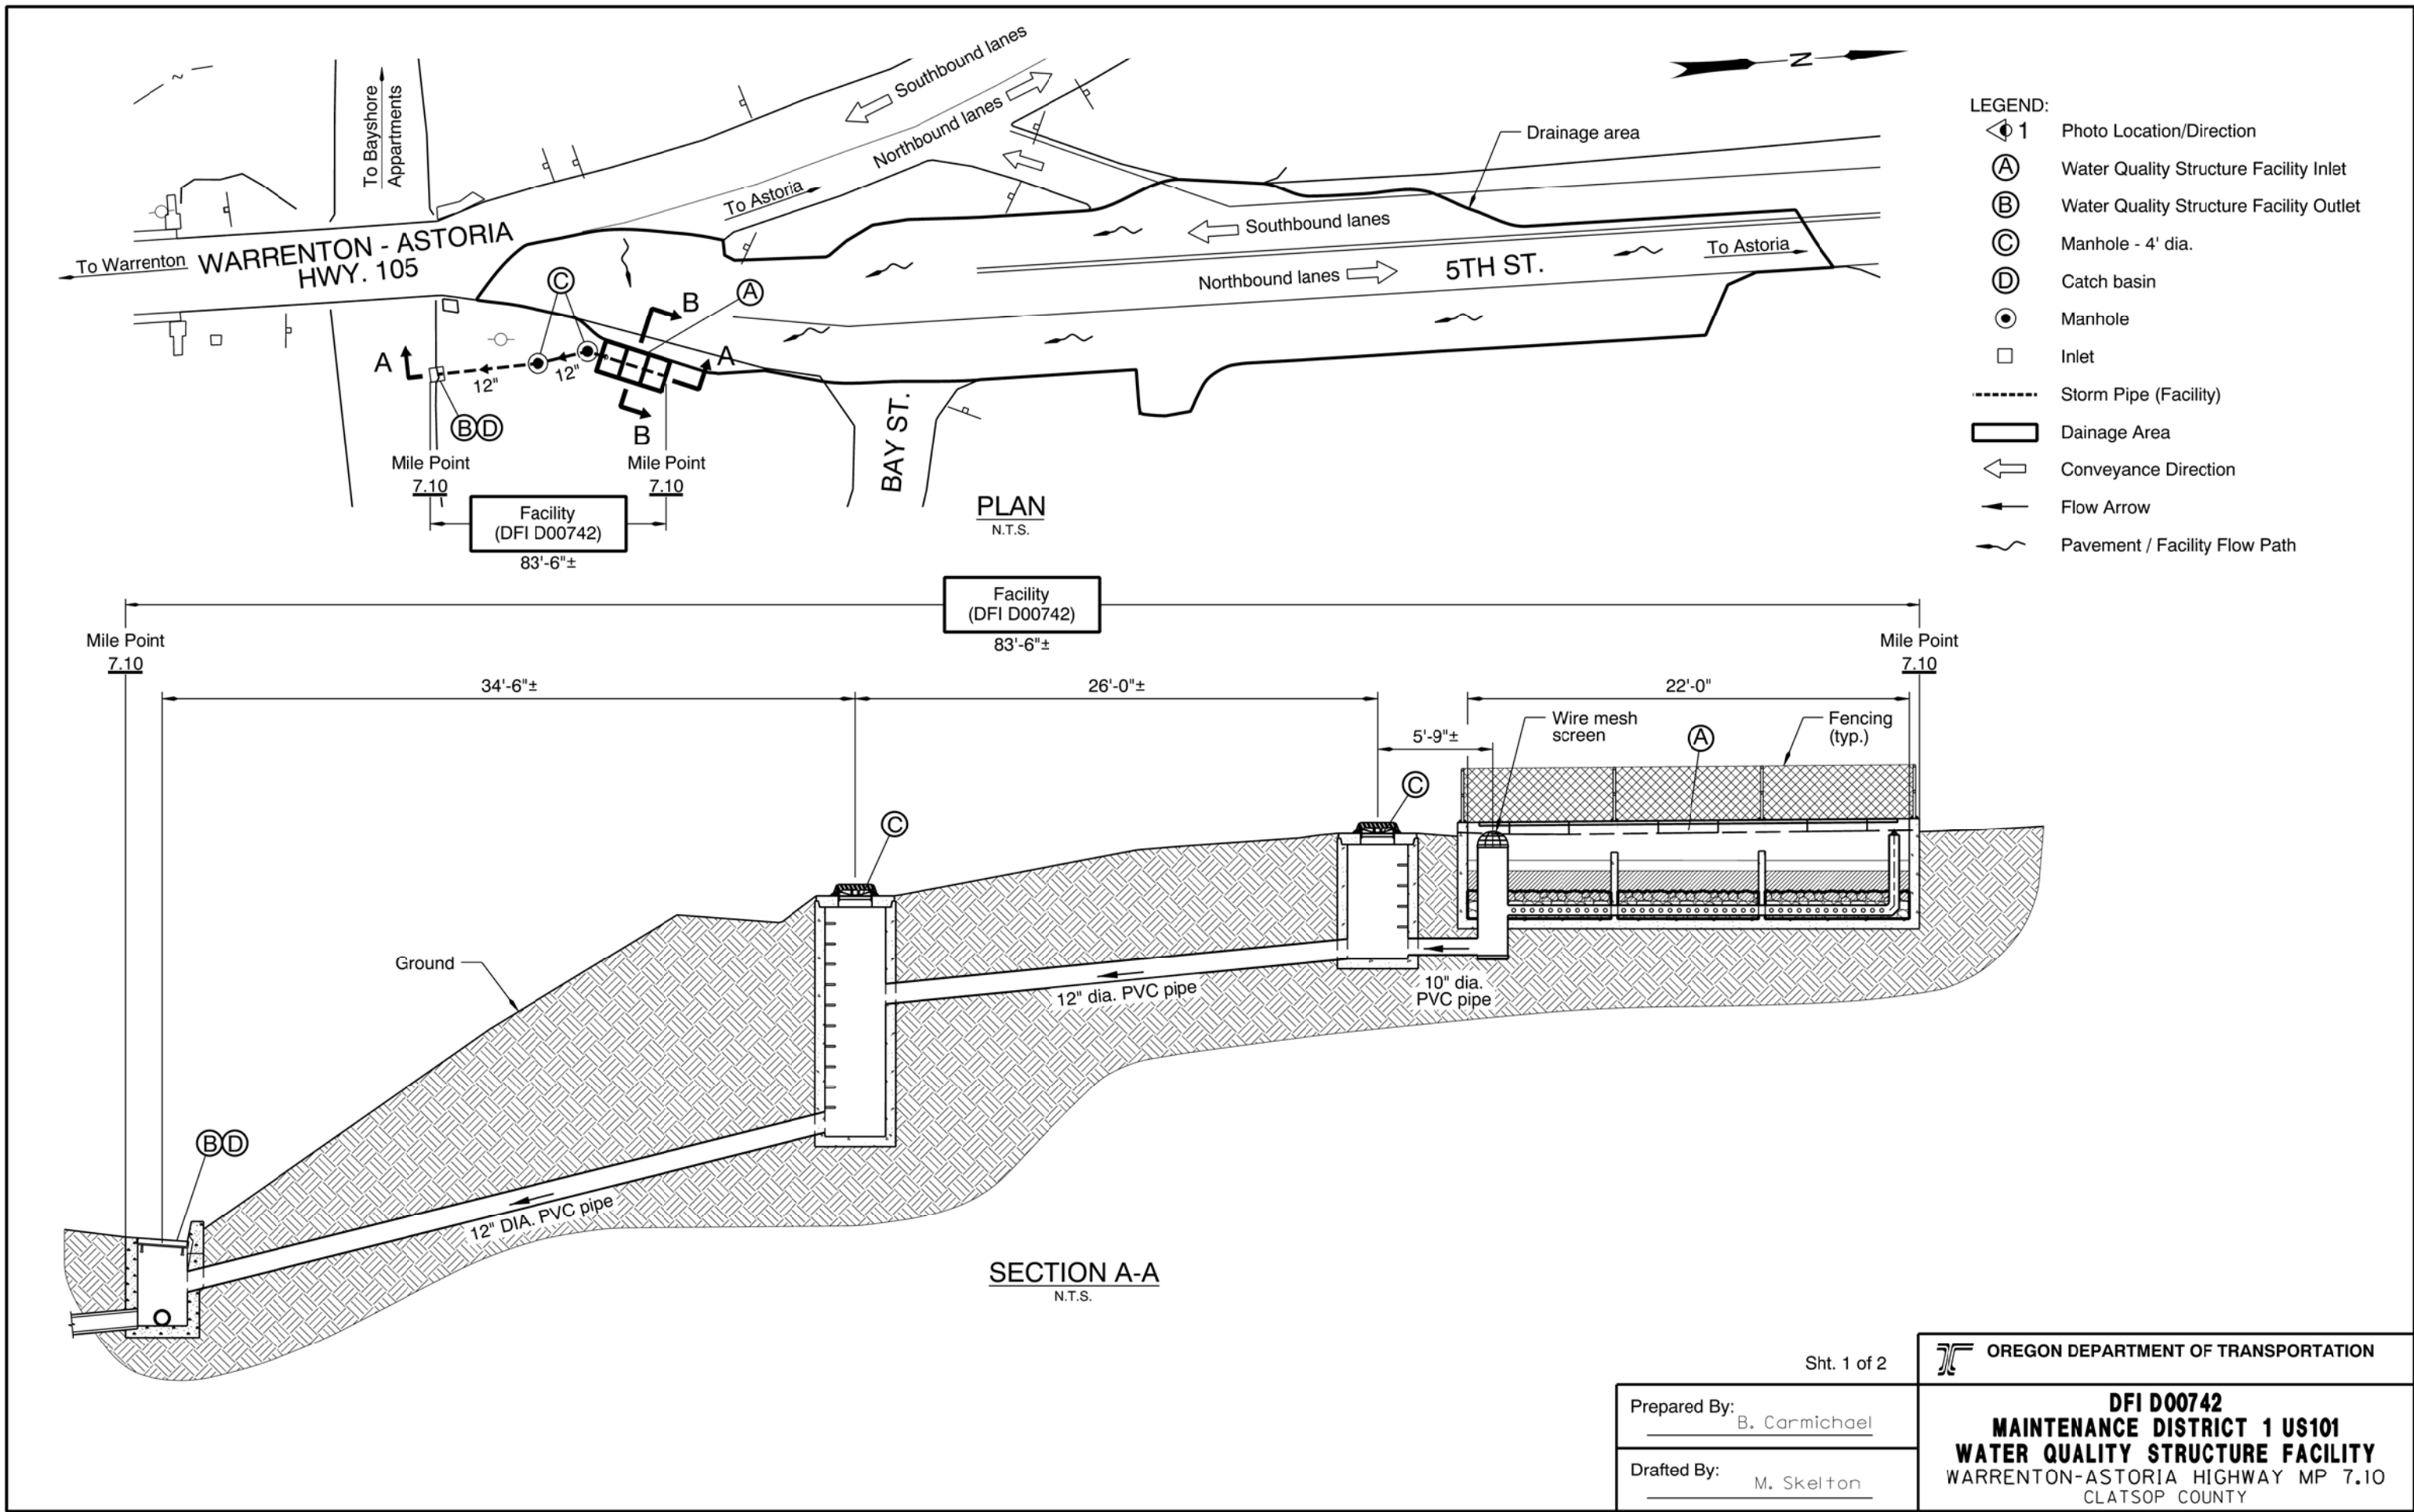 Southbound lanes
Northbound lanes
To Astoria
To Bayshore
Appartments
To Warrenton
WARRENTON - ASTORIA
HWY. 105
N
Drainage area
Southbound lanes
Northbound lanes
5TH ST.
To Astoria
C
A
B
A
A
B
12"
12"
B D
BAY ST.
Mile Point
7.10
Mile Point
7.10
Facility
(DFI D00742)
83'-6"±
PLAN
N.T.S.
LEGEND:
1 Photo Location/Direction
A Water Quality Structure Facility Inlet
B Water Quality Structure Facility Outlet
C Manhole - 4' dia.
D Catch basin
Manhole
Inlet
Storm Pipe (Facility)
Dainage Area
Conveyance Direction
Flow Arrow
Pavement / Facility Flow Path
Facility
(DFI D00742)
83'-6"±
Mile Point
7.10
Mile Point
7.10
34'-6"±
26'-0"±
22'-0"
5'-9"±
Wire mesh
screen
A
Fencing
(typ.)
C
C
Ground
12" dia. PVC pipe
10" dia.
PVC pipe
B D
12" DIA. PVC pipe
SECTION A-A
N.T.S.
Sht. 1 of 2
OREGON DEPARTMENT OF TRANSPORTATION
Prepared By:
B. Carmichael
Drafted By:
M. Skelton
DFI D00742
MAINTENANCE DISTRICT 1 US101
WATER QUALITY STRUCTURE FACILITY
WARRENTON-ASTORIA HIGHWAY MP 7.10
CLATSOP COUNTY